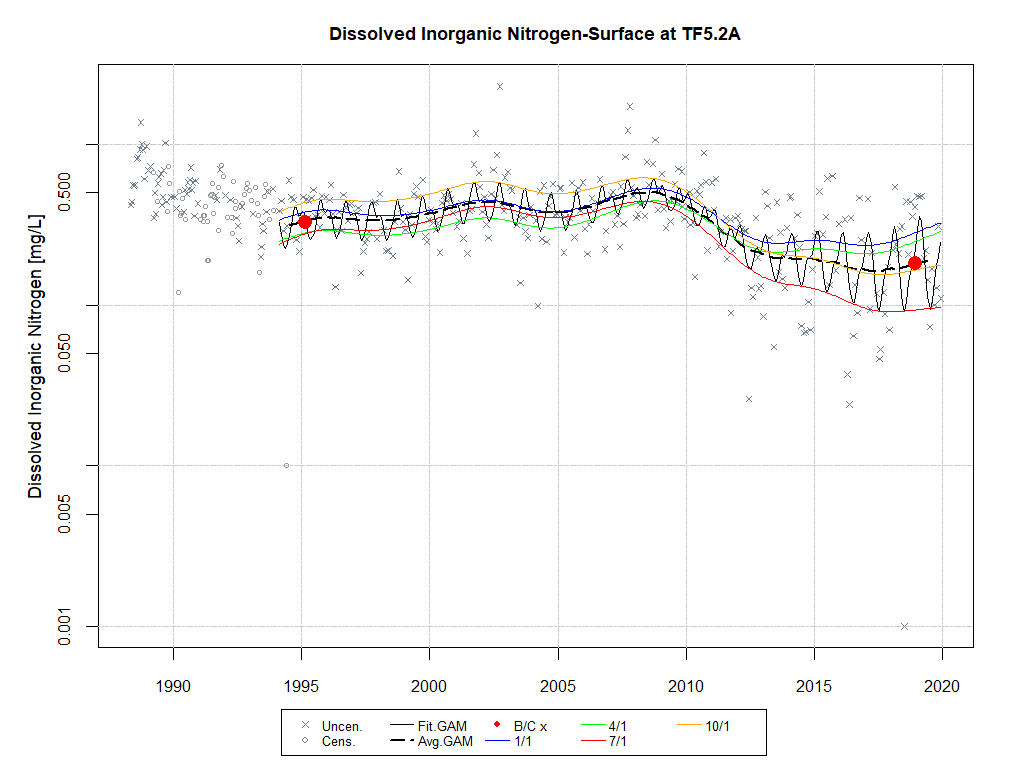 Dissolved Inorganic Nitrogen-Surface at TF5.2A
Dissolved Inorganic Nitrogen [mg/L]
0.500
0.050
0.005
0.001
1990 1995 2000 2005 2010 2015 2020
Uncen. Fit.GAM B/C x 4/1 10/1
Cens. Avg.GAM 1/1 7/1